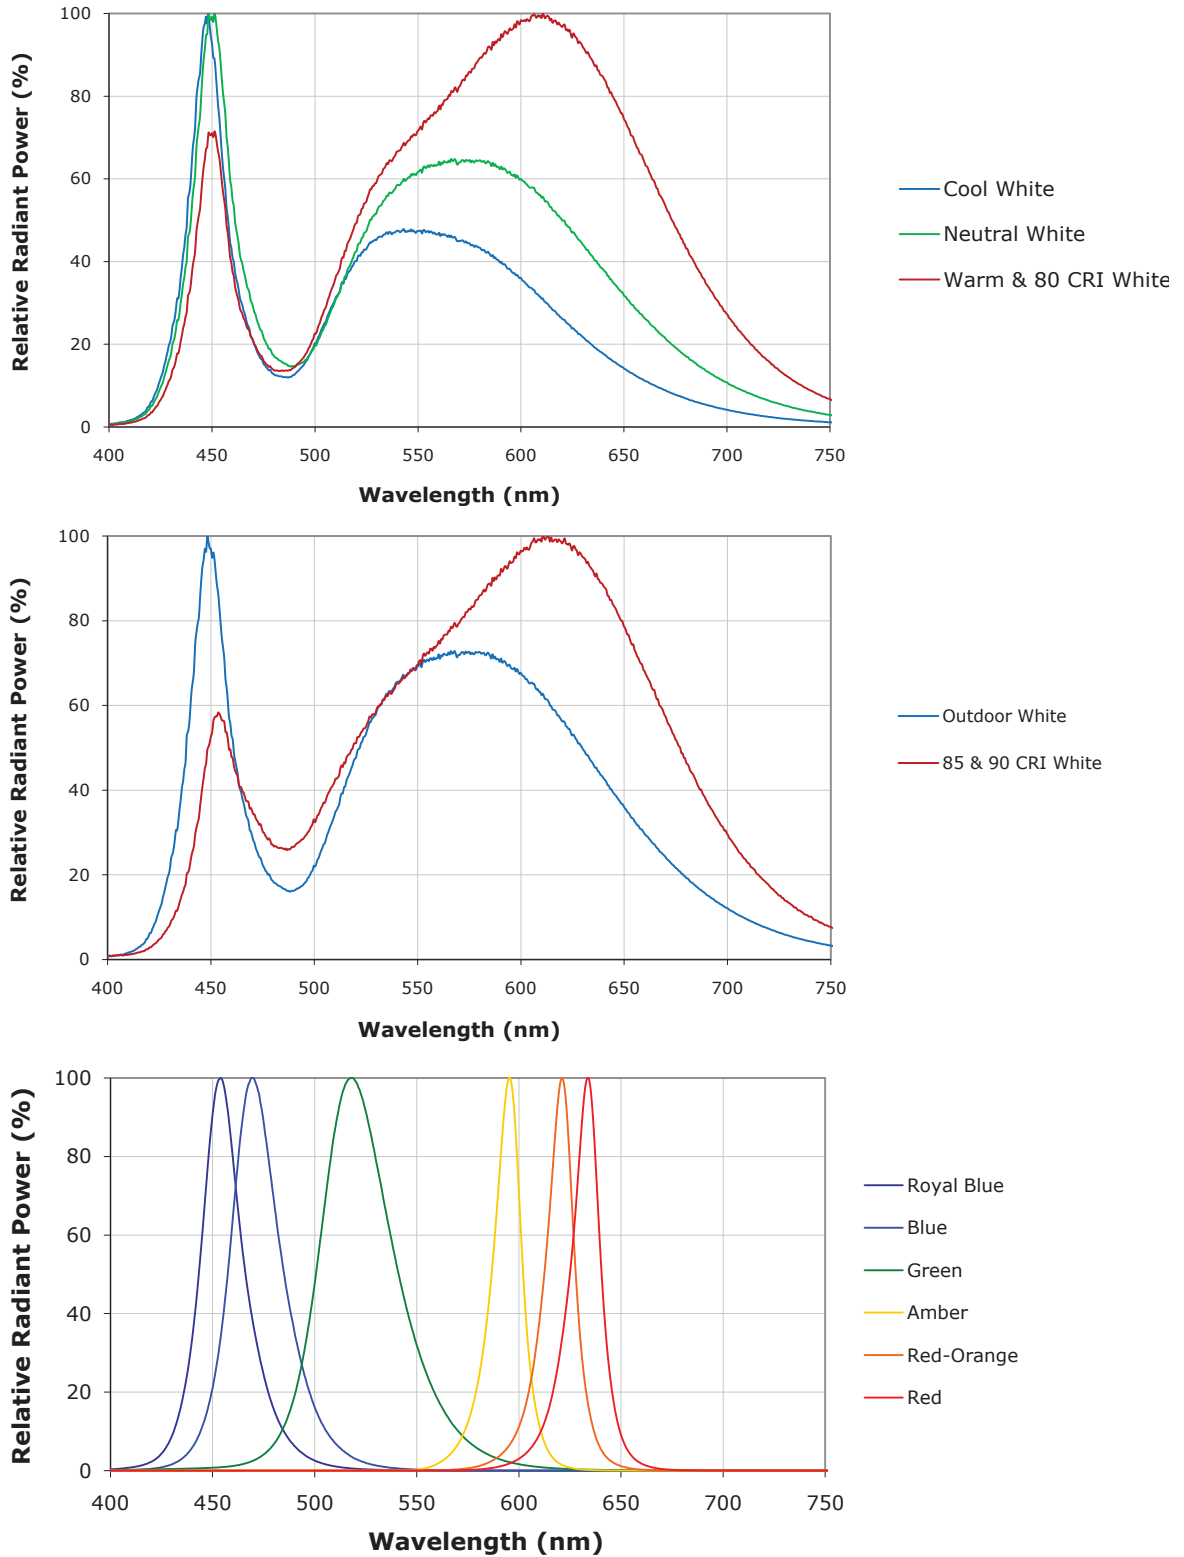 100
80
60
40
20
0
Relative Radiant Power (%)
400 450 500 550 600 650 700 750
Wavelength (nm)
Cool White
Neutral White
Warm & 80 CRI White
100
80
60
40
20
0
Relative Radiant Power (%)
400 450 500 550 600 650 700 750
Wavelength (nm)
Outdoor White
85 & 90 CRI White
100
80
60
40
20
0
Relative Radiant Power (%)
400 450 500 550 600 650 700 750
Wavelength (nm)
Royal Blue
Blue
Green
Amber
Red-Orange
Red